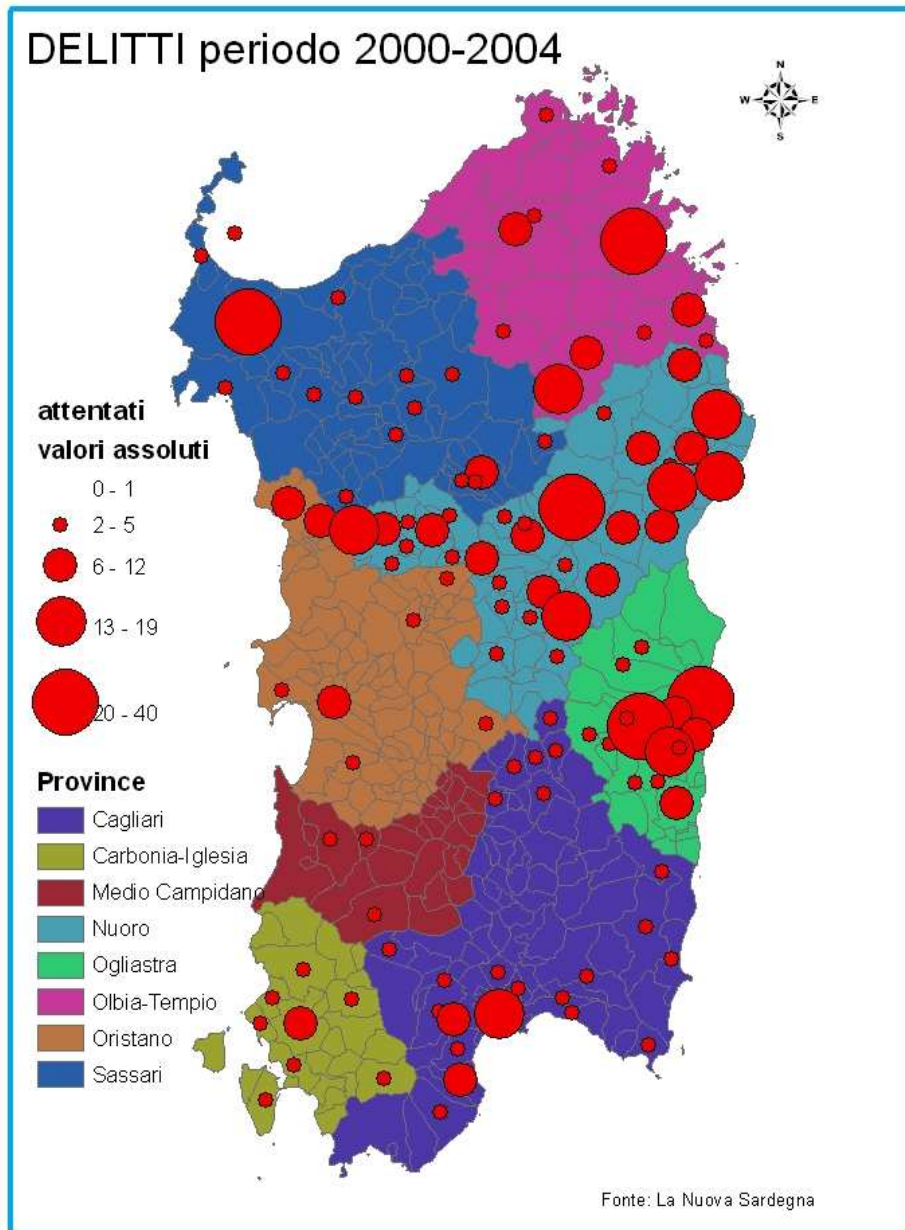 DELITTI periodo 2000-2004
N
W E
S
attentati
valori assoluti
0 - 1
2 - 5
6 - 12
13 - 19
20 - 40
Province
Cagliari
Carbonia-Iglesia
Medio Campidano
Nuoro
Ogliastra
Olbia-Tempio
Oristano
Sassari
Fonte: La Nuova Sardegna